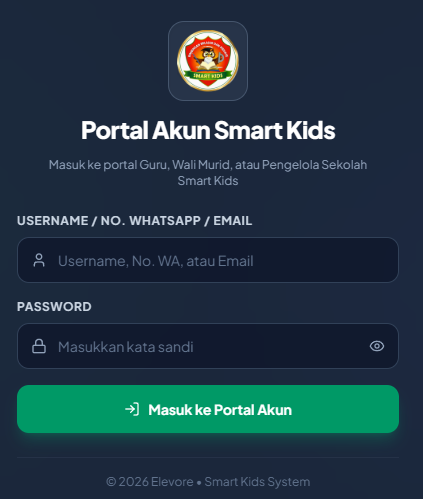 SMART KIDS
Portal Akun Smart Kids
Masuk ke portal Guru, Wali Murid, atau Pengelola Sekolah
Smart Kids
USERNAME / NO. WHATSAPP / EMAIL
Username, No. WA, atau Email
PASSWORD
Masukkan kata sandi
Masuk ke Portal Akun
© 2026 Elevore • Smart Kids System